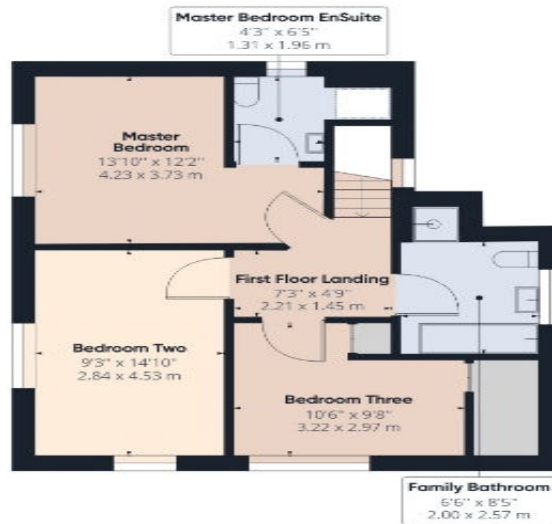 Master Bedroom EnSuite
4'3" x 6'5"
1.31 x 1.96 m
Master
Bedroom
13'10" x 12'2"
4.23 x 3.73 m
First Floor Landing
7'3" x 4'9"
2.21 x 1.45 m
Bedroom Two
9'3" x 14'10"
2.84 x 4.53 m
Bedroom Three
10'6" x 9'8"
3.22 x 2.97 m
Family Bathroom
6'6" x 8'5"
2.00 x 2.57 m